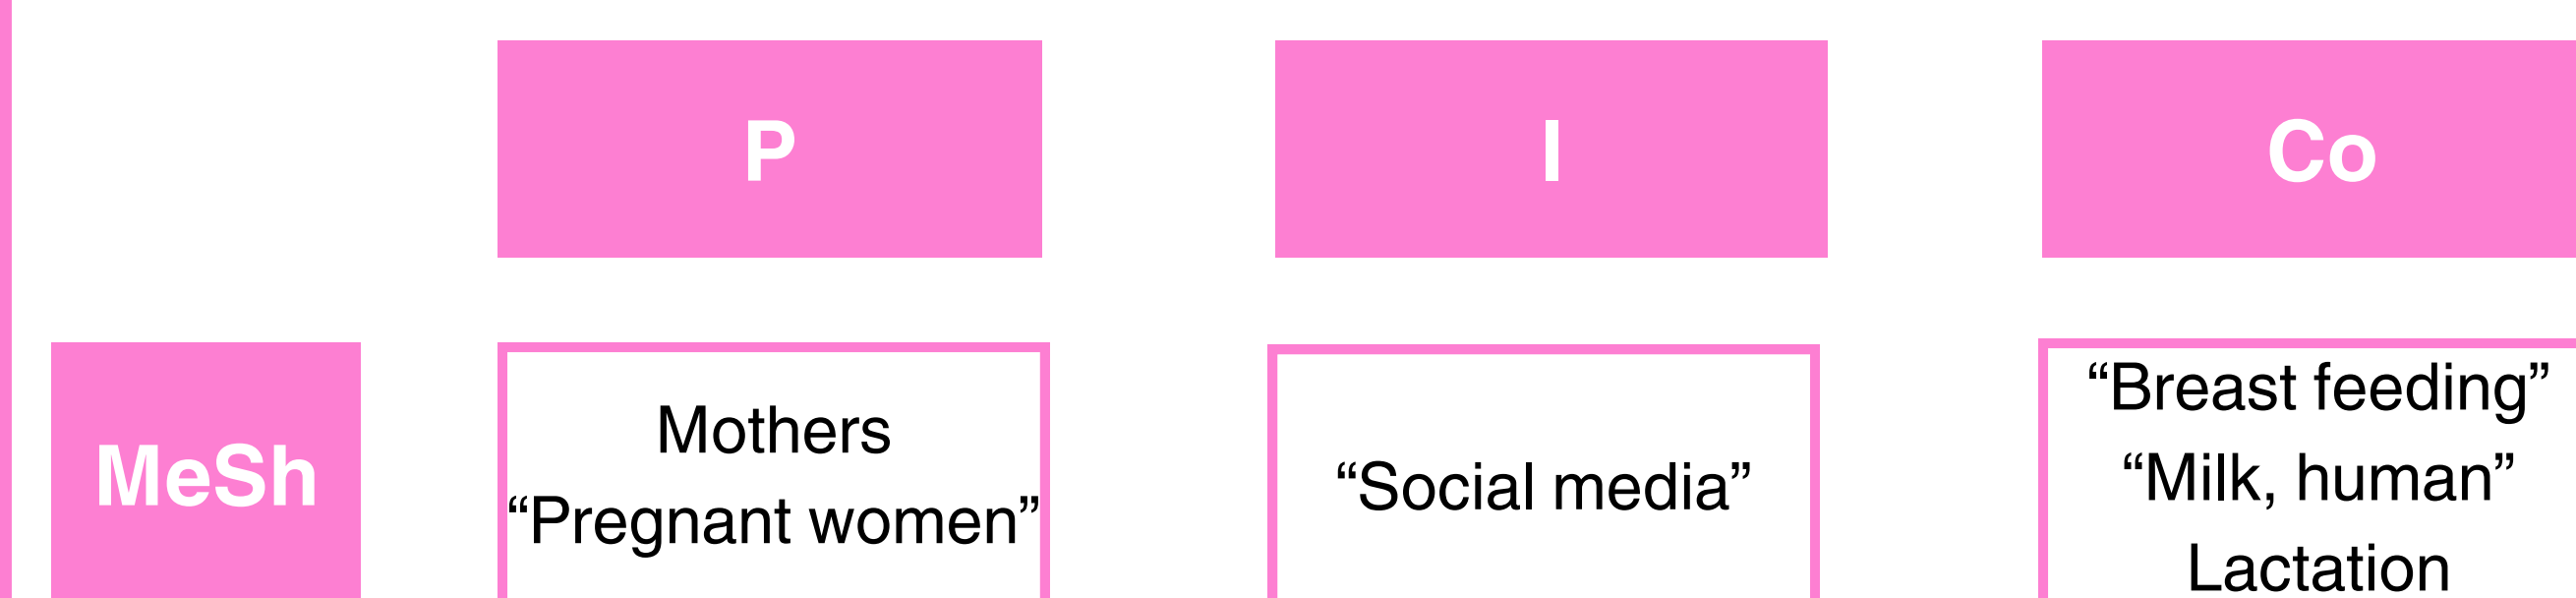 P
I
Co
MeSh
Mothers
“Pregnant women”
“Social media”
“Breast feeding”
“Milk, human”
Lactation